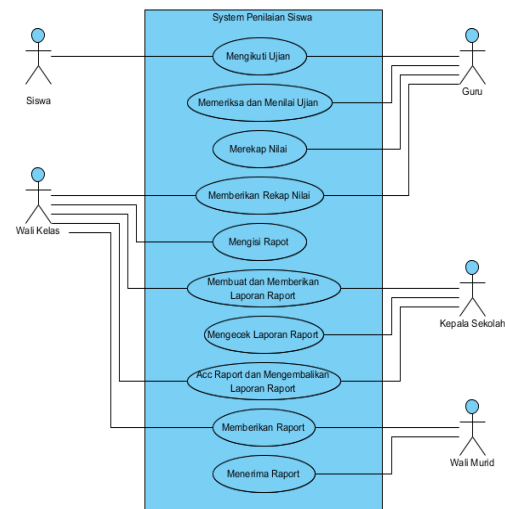 System Penilaian Siswa
Mengikuti Ujian
Siswa
Guru
Memeriksa dan Menilai Ujian
Merekap Nilai
Memberikan Rekap Nilai
Wali Kelas
Mengisi Rapot
Membuat dan Memberikan
Laporan Raport
Kepala Sekolah
Mengecek Laporan Raport
Acc Raport dan Mengembalikan
Laporan Raport
Memberikan Raport
Wali Murid
Menerima Raport